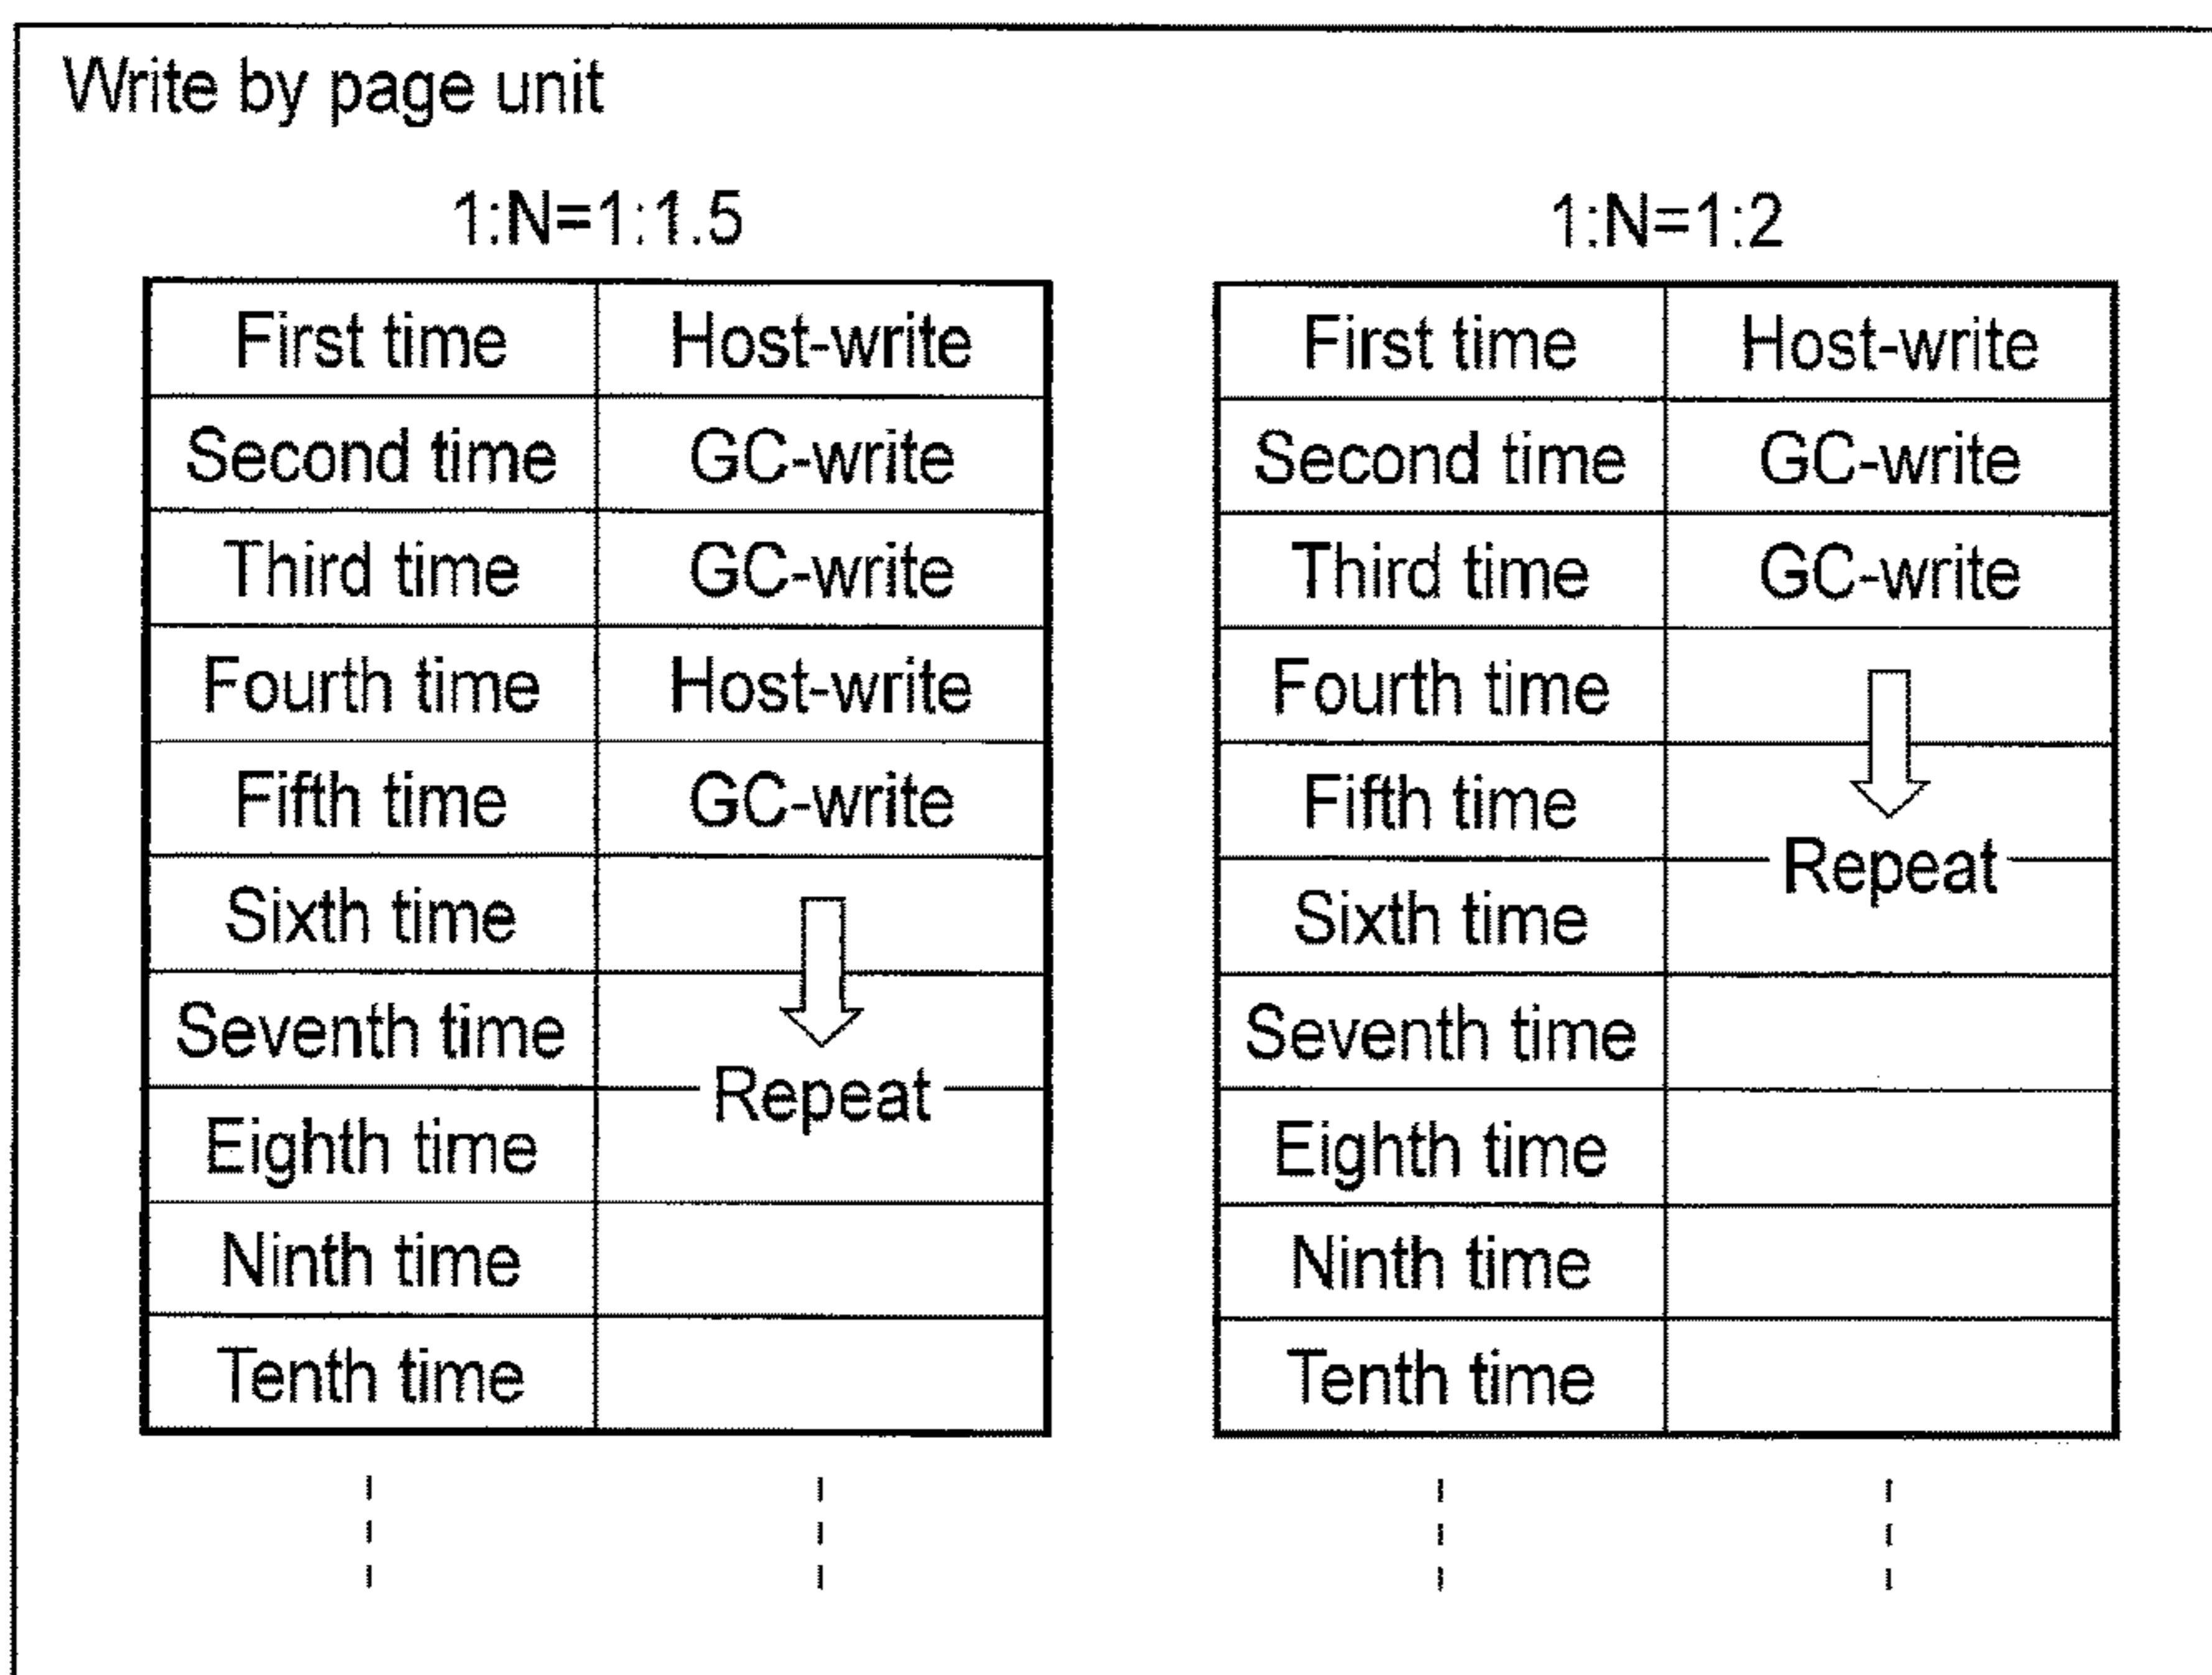 Write by page unit
1:N=1:1.5
First time Host-write
Second time GC-write
Third time GC-write
Fourth time Host-write
Fifth time GC-write
Sixth time
Seventh time
Repeat
Eighth time
Ninth time
Tenth time
1:N=1:2
First time Host-write
Second time GC-write
Third time GC-write
Fourth time
Fifth time
Repeat
Sixth time
Seventh time
Eighth time
Ninth time
Tenth time